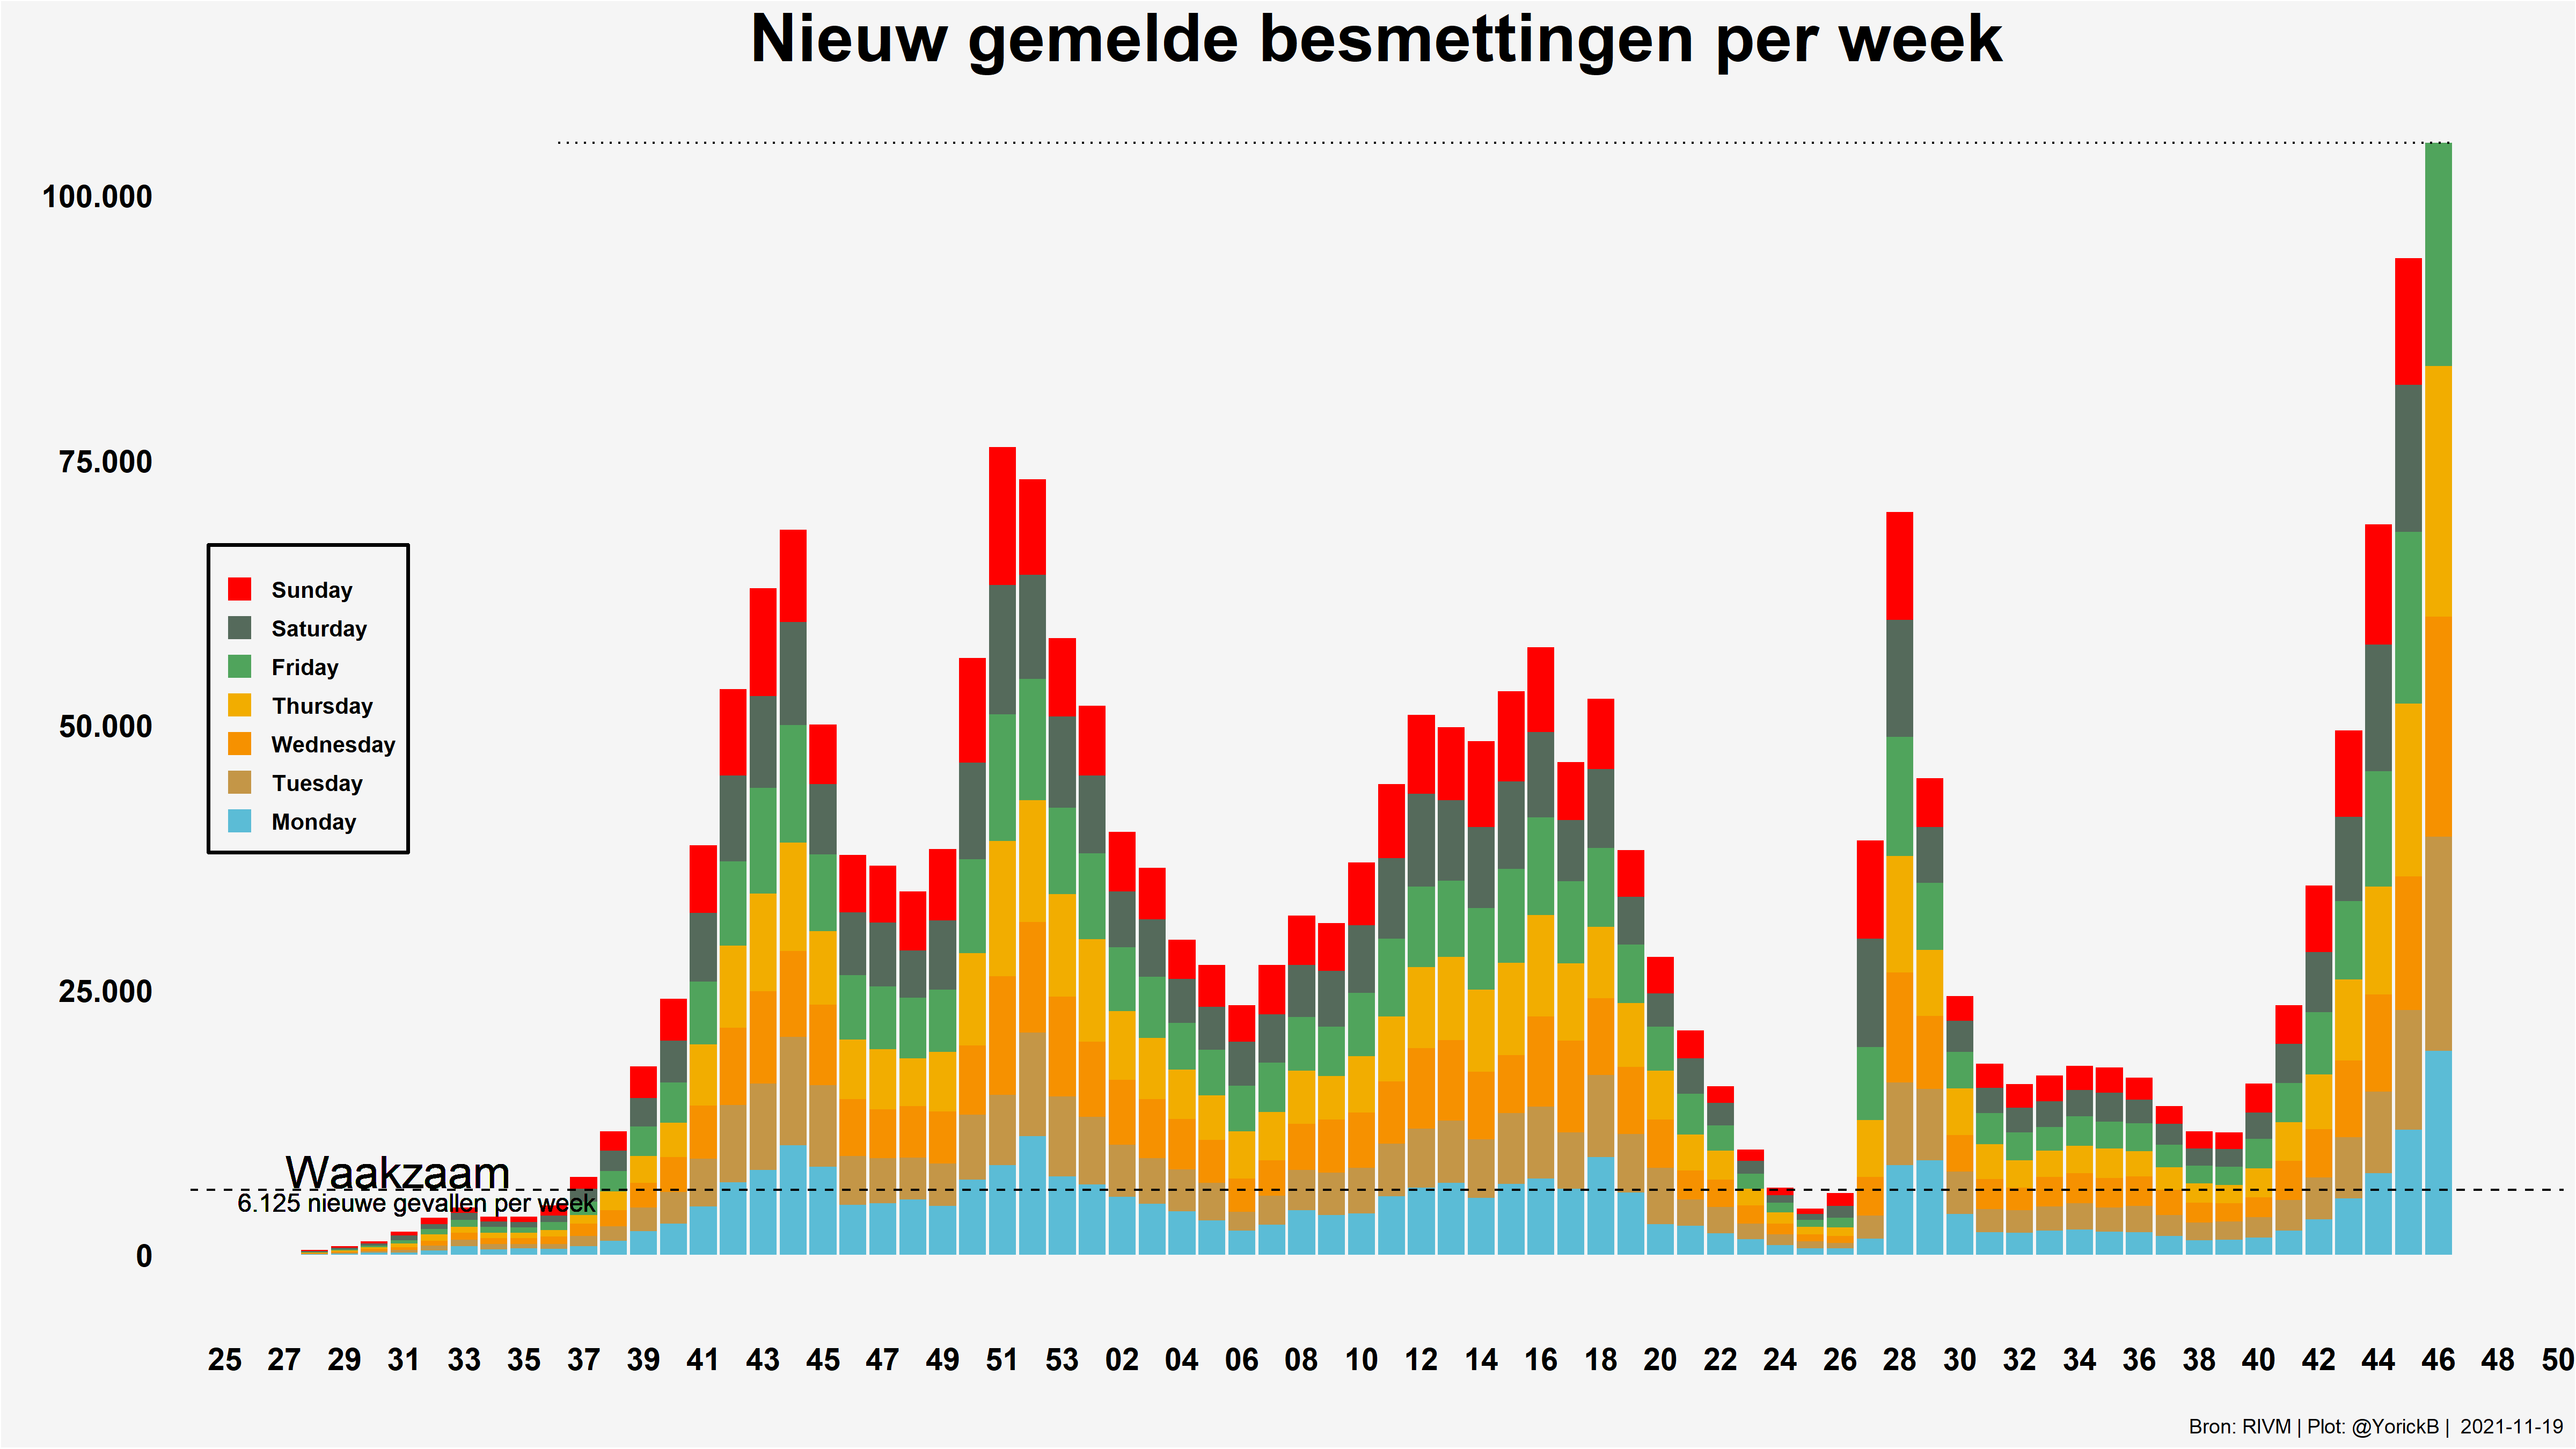 Nieuw gemelde besmettingen per week
100.000
75.000
50.000
25.000
0
Sunday
Saturday
Friday
Thursday
Wednesday
Tuesday
Monday
Waakzaam
6.125 nieuwe gevallen per week
25 27 29 31 33 35 37 39 41 43 45 47 49 51 53 02 04 06 08 10 12 14 16 18 20 22 24 26 28 30 32 34 36 38 40 42 44 46 48 50
Bron: RIVM | Plot: @YorickB | 2021-11-19